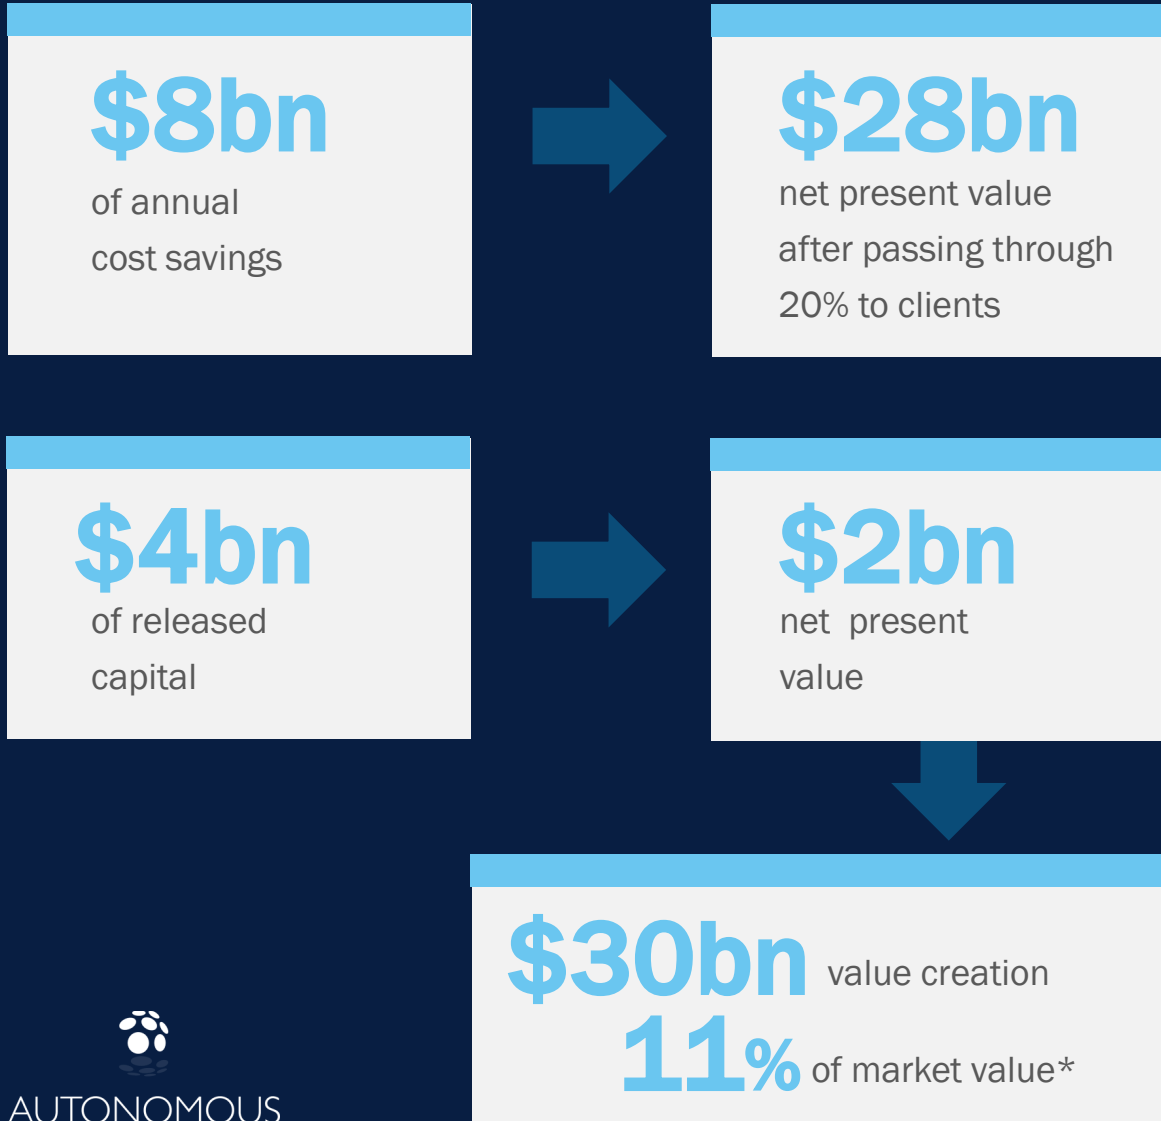 $8bn
of annual
cost savings
$28bn
net present value
after passing through
20% to clients
$4bn
of released
capital
$2bn
net present
value
$30bn value creation
11% of market value*
AUTONOMOUS